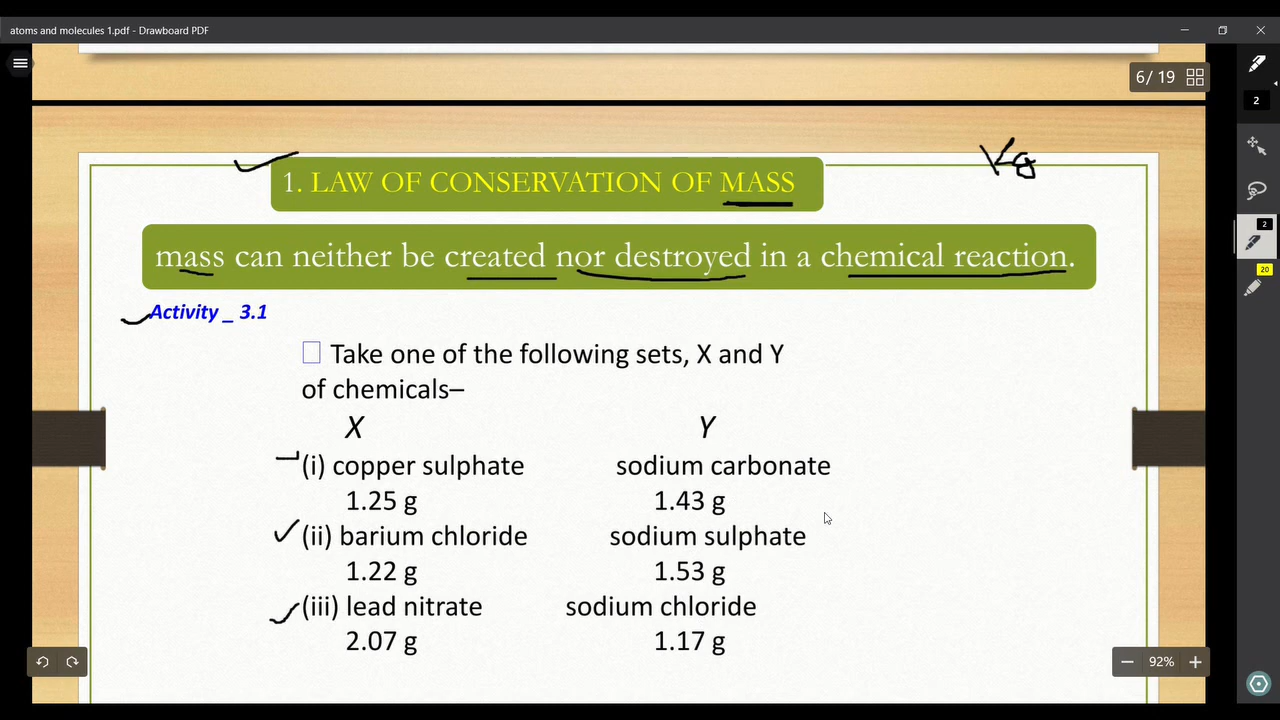 atoms and molecules 1.pdf - Drawboard PDF
6/ 19
2
Kg
1. LAW OF CONSERVATION OF MASS
2
mass can neither be created nor destroyed in a chemical reaction.
20
Activity _ 3.1
Take one of the following sets, X and Y
of chemicals–
X Y
(i) copper sulphate sodium carbonate
1.25 g 1.43 g
(ii) barium chloride sodium sulphate
1.22 g 1.53 g
(iii) lead nitrate sodium chloride
2.07 g 1.17 g
92%